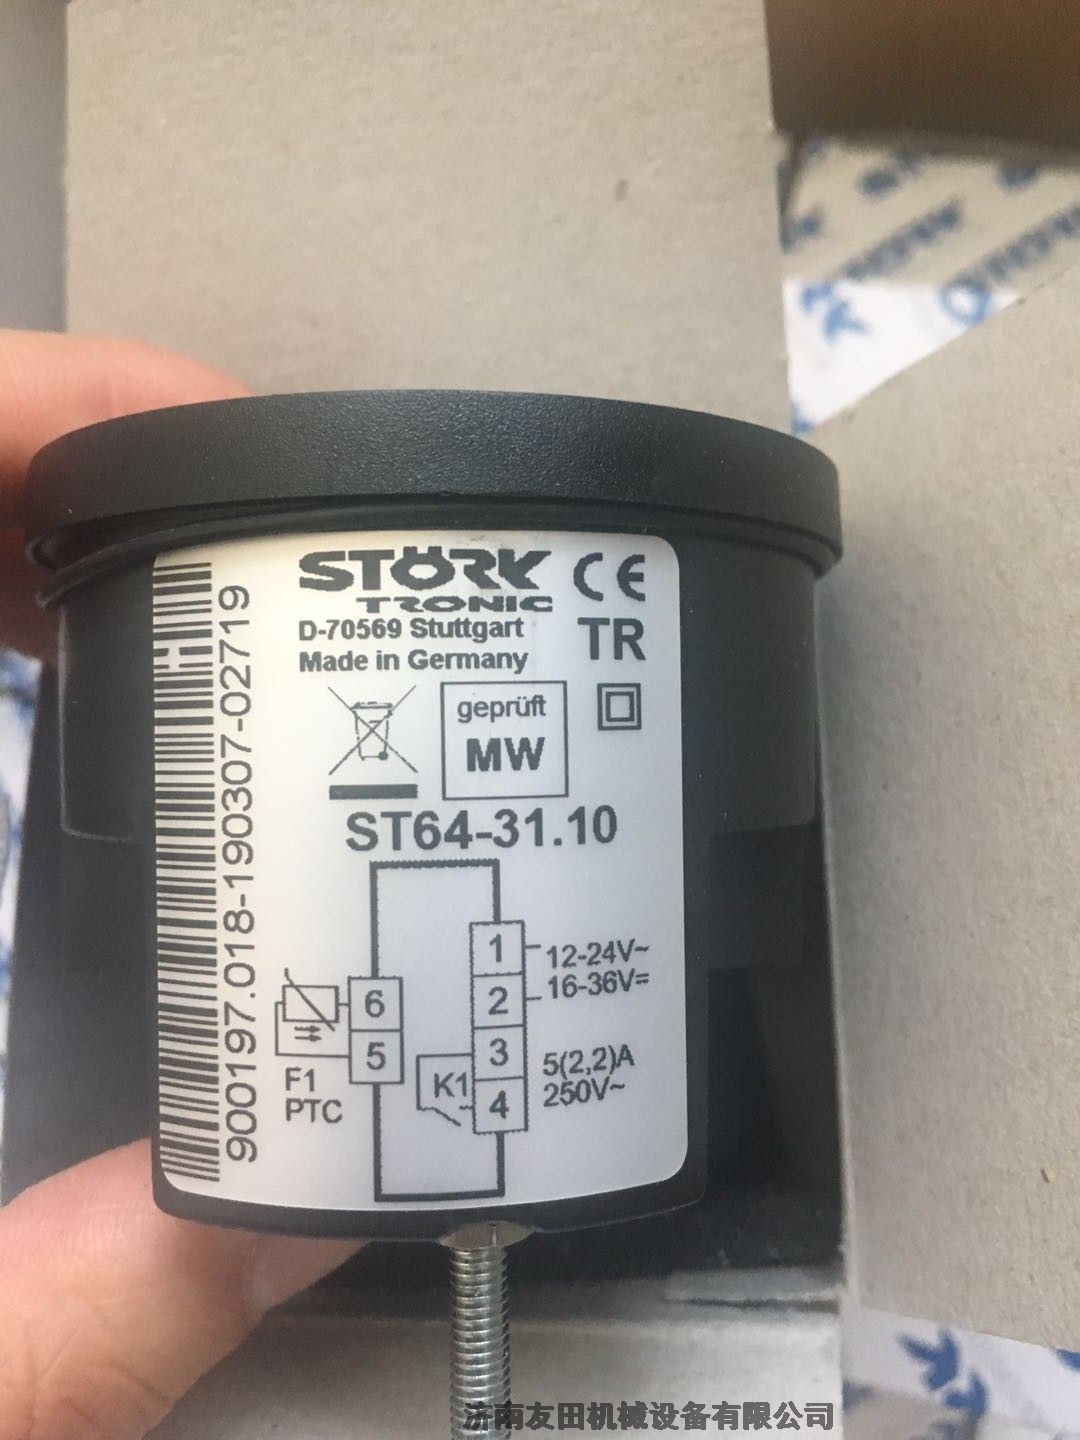 STÖRK
TRONIC
D-70569 Stuttgart
Made in Germany
CE
TR
geprüft
MW
ST64-31.10
1
2
3
4
6
5
12-24V~
16-36V=
5(2,2)A
250V~
K1
F1
PTC
900197.018-190307-02719
济南友田机械设备有限公司